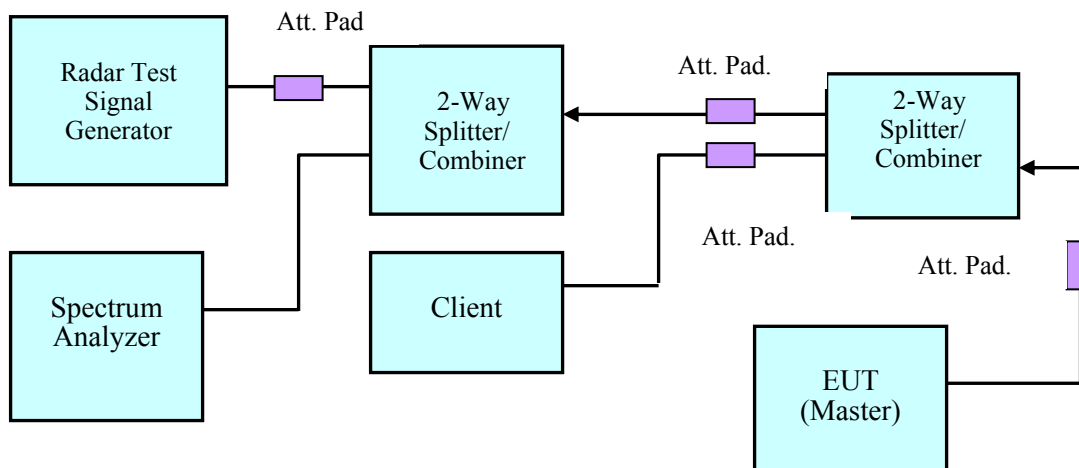 Att. Pad
Radar Test
Signal
Generator
2-Way
Splitter/
Combiner
Att. Pad.
2-Way
Splitter/
Combiner
Att. Pad.
Att. Pad.
Spectrum
Analyzer
Client
EUT
(Master)